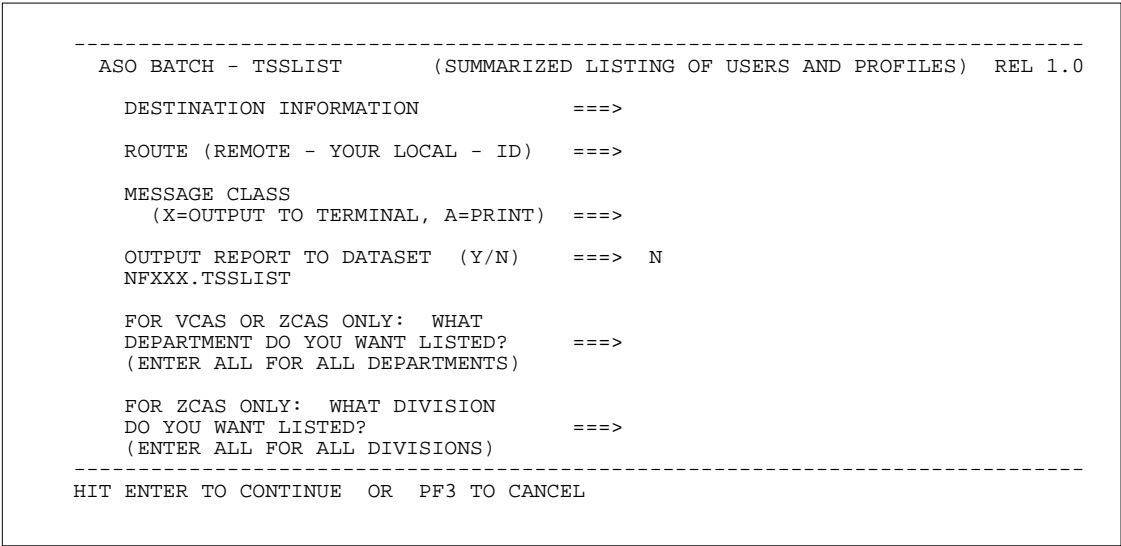 --------------------------------------------------------------------------------
ASO BATCH - TSSLIST (SUMMARIZED LISTING OF USERS AND PROFILES) REL 1.0
DESTINATION INFORMATION ===>
ROUTE (REMOTE - YOUR LOCAL - ID) ===>
MESSAGE CLASS
(X=OUTPUT TO TERMINAL, A=PRINT) ===>
OUTPUT REPORT TO DATASET (Y/N) ===> N
NFXXX.TSSLIST
FOR VCAS OR ZCAS ONLY: WHAT
DEPARTMENT DO YOU WANT LISTED? ===>
(ENTER ALL FOR ALL DEPARTMENTS)
FOR ZCAS ONLY: WHAT DIVISION
DO YOU WANT LISTED? ===>
(ENTER ALL FOR ALL DIVISIONS)
--------------------------------------------------------------------------------
HIT ENTER TO CONTINUE OR PF3 TO CANCEL